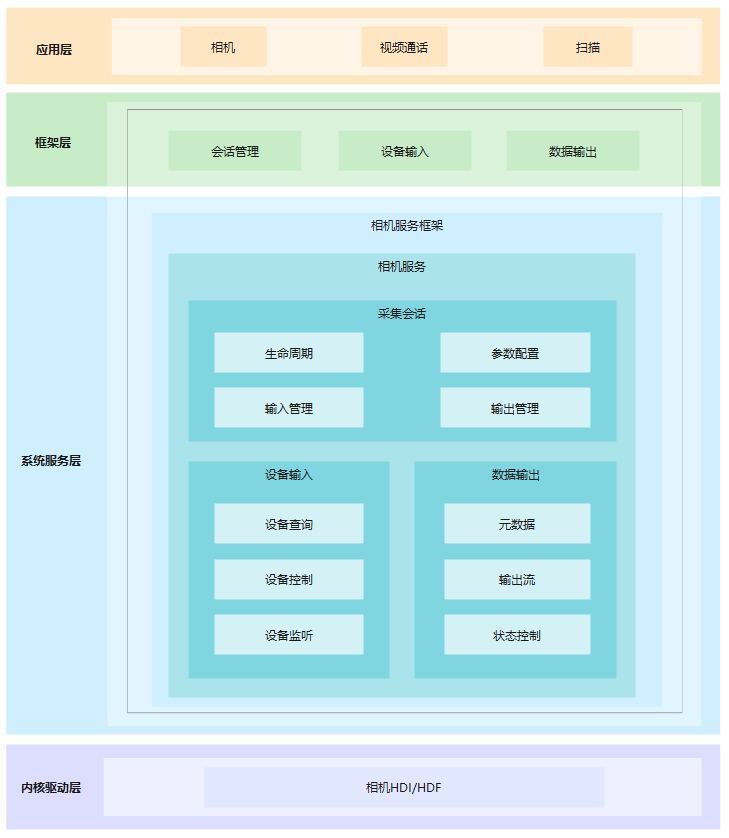 应用层
相机
视频通话
扫描
框架层
会话管理
设备输入
数据输出
系统服务层
相机服务框架
相机服务
采集会话
生命周期
参数配置
输入管理
输出管理
设备输入
设备查询
设备控制
设备监听
数据输出
元数据
输出流
状态控制
内核驱动层
相机HDI/HDF